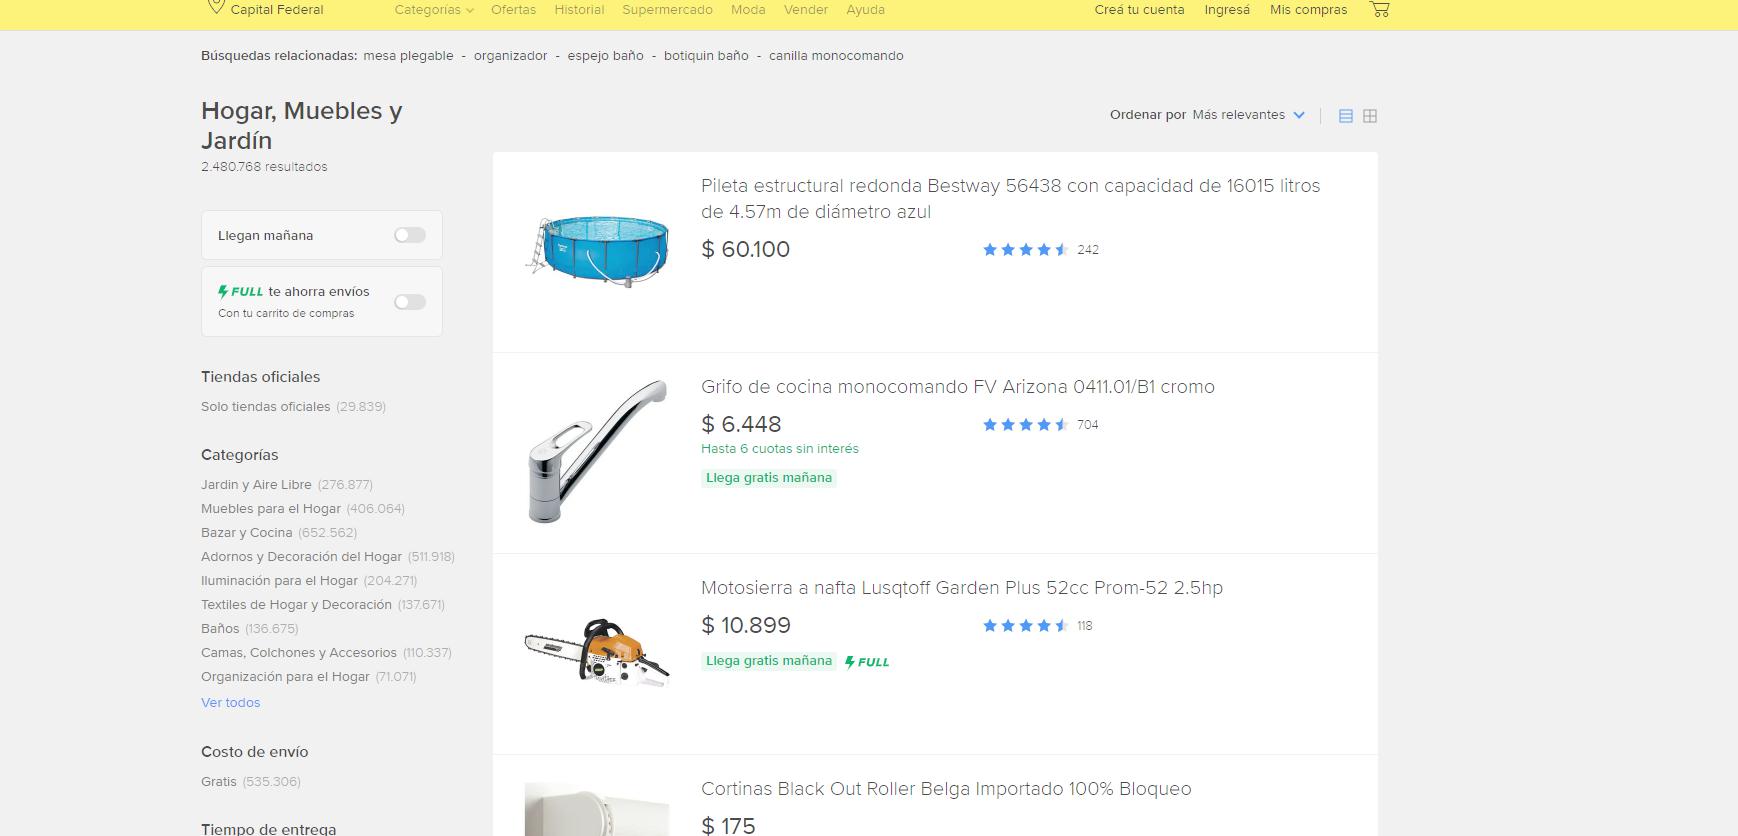 Capital Federal
Categorías Ofertas Historial Supermercado Moda Vender Ayuda
Creá tu cuenta Ingresá Mis compras
Búsquedas relacionadas: mesa plegable - organizador - espejo baño - botiquin baño - canilla monocomando
Hogar, Muebles y
Jardín
2.480.768 resultados
Ordenar por Más relevantes
Llegan mañana
FULL te ahorra envíos
Con tu carrito de compras
Tiendas oficiales
Solo tiendas oficiales (29.839)
Categorías
Jardin y Aire Libre (276.877)
Muebles para el Hogar (406.064)
Bazar y Cocina (652.562)
Adornos y Decoración del Hogar (511.918)
Iluminación para el Hogar (204.271)
Textiles de Hogar y Decoración (137.671)
Baños (136.675)
Camas, Colchones y Accesorios (110.337)
Organización para el Hogar (71.071)
Ver todos
Costo de envío
Gratis (535.306)
Tiempo de entrega
Pileta estructural redonda Bestway 56438 con capacidad de 16015 litros
de 4.57m de diámetro azul
$ 60.100
242
Grifo de cocina monocomando FV Arizona 0411.01/B1 cromo
$ 6.448
704
Hasta 6 cuotas sin interés
Llega gratis mañana
Motosierra a nafta Lusqtoff Garden Plus 52cc Prom-52 2.5hp
$ 10.899
118
Llega gratis mañana FULL
Cortinas Black Out Roller Belga Importado 100% Bloqueo
$ 175